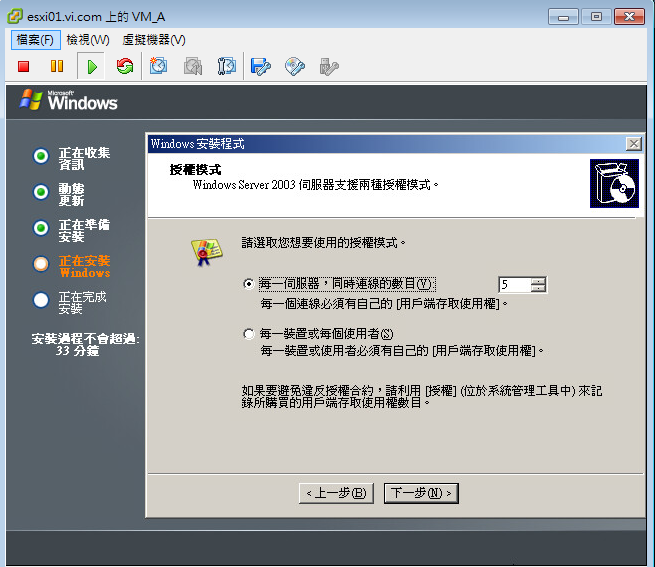 esxi01.vi.com 上的 VM_A
檔案(F) 檢視(W) 虛擬機器(V)
Microsoft
Windows
正在收集
資訊
動態
更新
正在準備
安裝
正在安裝
Windows
正在完成
安裝
安裝過程不會超過:
33 分鐘
Windows 安裝程式
授權模式
Windows Server 2003 伺服器支援兩種授權模式。
請選取您想要使用的授權模式。
每一伺服器，同時連線的數目(V) 5
每一個連線必須有自己的 [用戶端存取使用權]。
每一裝置或每個使用者(S)
每一裝置或使用者必須有自己的 [用戶端存取使用權]。
如果要避免違反授權合約，請利用 [授權] (位於系統管理工具中) 來記
錄所購買的用戶端存取使用權數目。
< 上一步(B) 下一步(N) >